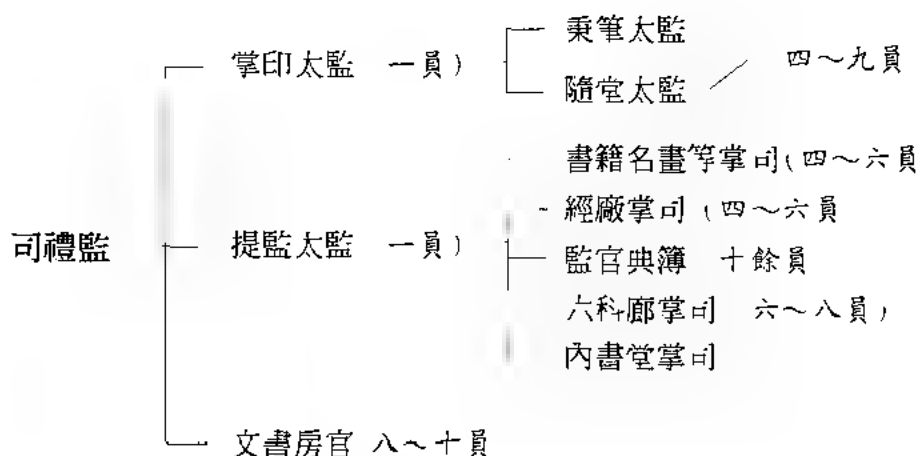 秉筆太監
掌印太監 一員）
四～九員
隨堂太監
書籍名畫等掌司（四～六員
經廠掌司（四～六員
司禮監
提監太監 一員）
監官典簿 十餘員
六科廊掌司 六～八員）
內書堂掌司
文書房官 八～十員